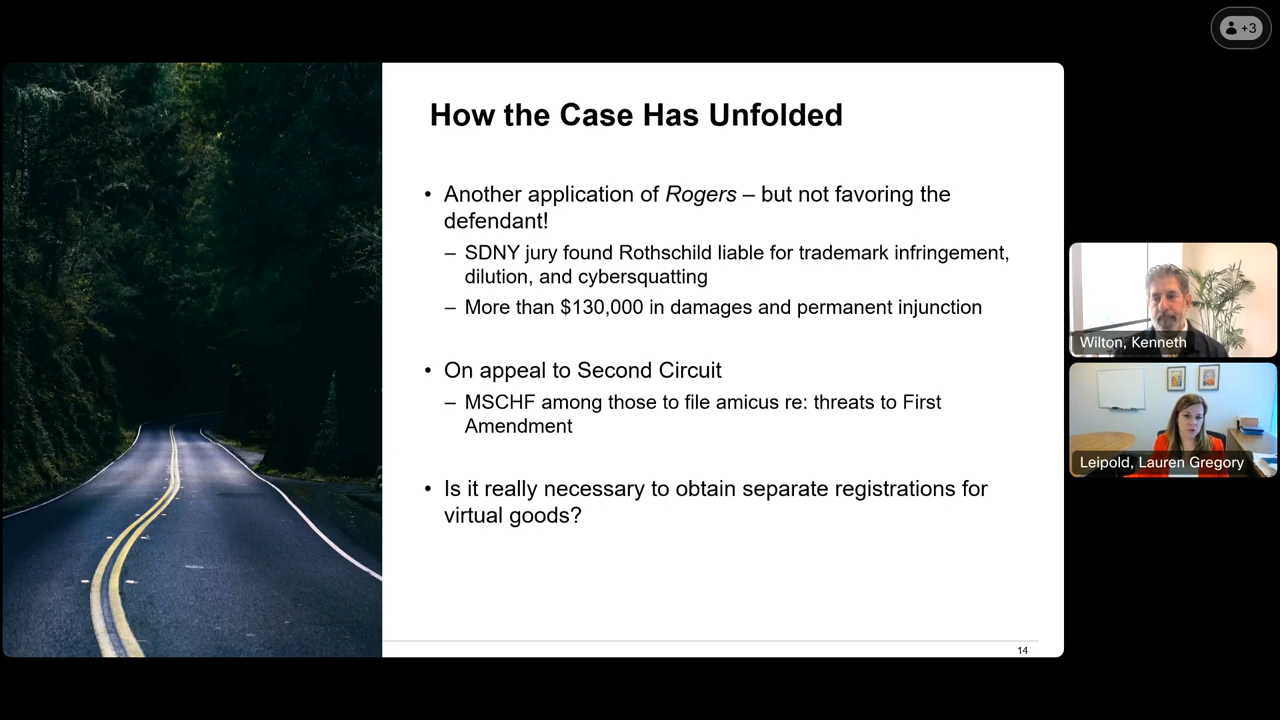 +3
How the Case Has Unfolded
• Another application of Rogers – but not favoring the
defendant!
– SDNY jury found Rothschild liable for trademark infringement,
dilution, and cybersquatting
– More than $130,000 in damages and permanent injunction
• On appeal to Second Circuit
– MSCHF among those to file amicus re: threats to First
Amendment
• Is it really necessary to obtain separate registrations for
virtual goods?
14
Wilton, Kenneth
Leipold, Lauren Gregory